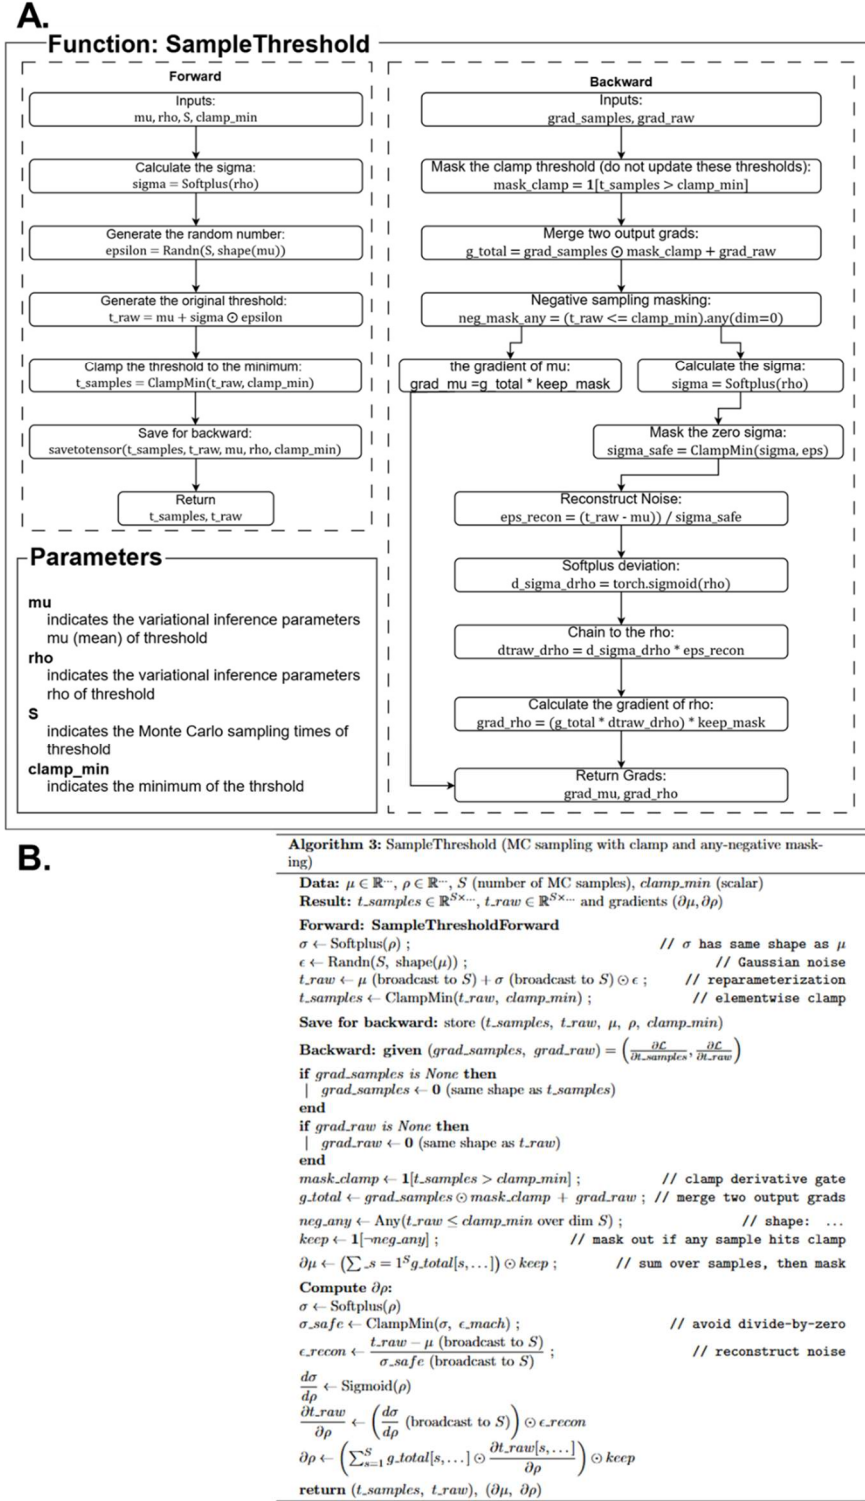 A.
Function: SampleThreshold
Forward
Inputs:
mu, rho, S, clamp_min
Calculate the sigma:
sigma = Softplus(rho)
Generate the random number:
epsilon = Randn(S, shape(mu))
Generate the original threshold:
t_raw = mu + sigma ⊙ epsilon
Clamp the threshold to the minimum:
t_samples = ClampMin(t_raw, clamp_min)
Save for backward:
savetotensor(t_samples, t_raw, mu, rho, clamp_min)
Return
t_samples, t_raw
Parameters
mu
indicates the variational inference parameters
mu (mean) of threshold
rho
indicates the variational inference parameters
rho of threshold
S
indicates the Monte Carlo sampling times of
threshold
clamp_min
indicates the minimum of the thrshold
Backward
Inputs:
grad_samples, grad_raw
Mask the clamp threshold (do not update these thresholds):
mask_clamp = 1[t_samples > clamp_min]
Merge two output grads:
g_total = grad_samples ⊙ mask_clamp + grad_raw
Negative sampling masking:
neg_mask_any = (t_raw <= clamp_min).any(dim=0)
the gradient of mu:
grad_mu =g_total * keep_mask
Calculate the sigma:
sigma = Softplus(rho)
Mask the zero sigma:
sigma_safe = ClampMin(sigma, eps)
Reconstruct Noise:
eps_recon = (t_raw - mu)) / sigma_safe
Softplus deviation:
d_sigma_drho = torch.sigmoid(rho)
Chain to the rho:
dtraw_drho = d_sigma_drho * eps_recon
Calculate the gradient of rho:
grad_rho = (g_total * dtraw_drho) * keep_mask
Return Grads:
grad_mu, grad_rho
B.
Algorithm 3: SampleThreshold (MC sampling with clamp and any-negative mask-
ing)
Data: μ ∈ ℝ^…, ρ ∈ ℝ^…, S (number of MC samples), clamp_min (scalar)
Result: t_samples ∈ ℝ^{S×…}, t_raw ∈ ℝ^{S×…} and gradients (∂μ, ∂ρ)
Forward: SampleThresholdForward
σ ← Softplus(ρ) ; // σ has same shape as μ
ϵ ← Randn(S, shape(μ)) ; // Gaussian noise
t_raw ← μ (broadcast to S) + σ (broadcast to S) ⊙ ϵ ; // reparameterization
t_samples ← ClampMin(t_raw, clamp_min) ; // elementwise clamp
Save for backward: store (t_samples, t_raw, μ, ρ, clamp_min)
Backward: given (grad_samples, grad_raw) = (∂ℒ/∂t_samples, ∂ℒ/∂t_raw)
if grad_samples is None then
| grad_samples ← 0 (same shape as t_samples)
end
if grad_raw is None then
| grad_raw ← 0 (same shape as t_raw)
end
mask_clamp ← 1[t_samples > clamp_min] ; // clamp derivative gate
g_total ← grad_samples ⊙ mask_clamp + grad_raw ; // merge two output grads
neg_any ← Any(t_raw ≤ clamp_min over dim S) ; // shape: ...
keep ← 1[¬neg_any] ; // mask out if any sample hits clamp
∂μ ← (∑_s = 1^S g_total[s, …]) ⊙ keep ; // sum over samples, then mask
Compute ∂ρ:
σ ← Softplus(ρ)
σ_safe ← ClampMin(σ, ϵ_mach) ; // avoid divide-by-zero
ϵ_recon ← t_raw − μ (broadcast to S) / σ_safe (broadcast to S) ; // reconstruct noise
dσ/dρ ← Sigmoid(ρ)
∂t_raw/∂ρ ← (dσ/dρ (broadcast to S)) ⊙ ϵ_recon
∂ρ ← (∑_{s=1}^{S} g_total[s, …] ⊙ ∂t_raw[s, …]/∂ρ) ⊙ keep
return (t_samples, t_raw), (∂μ, ∂ρ)